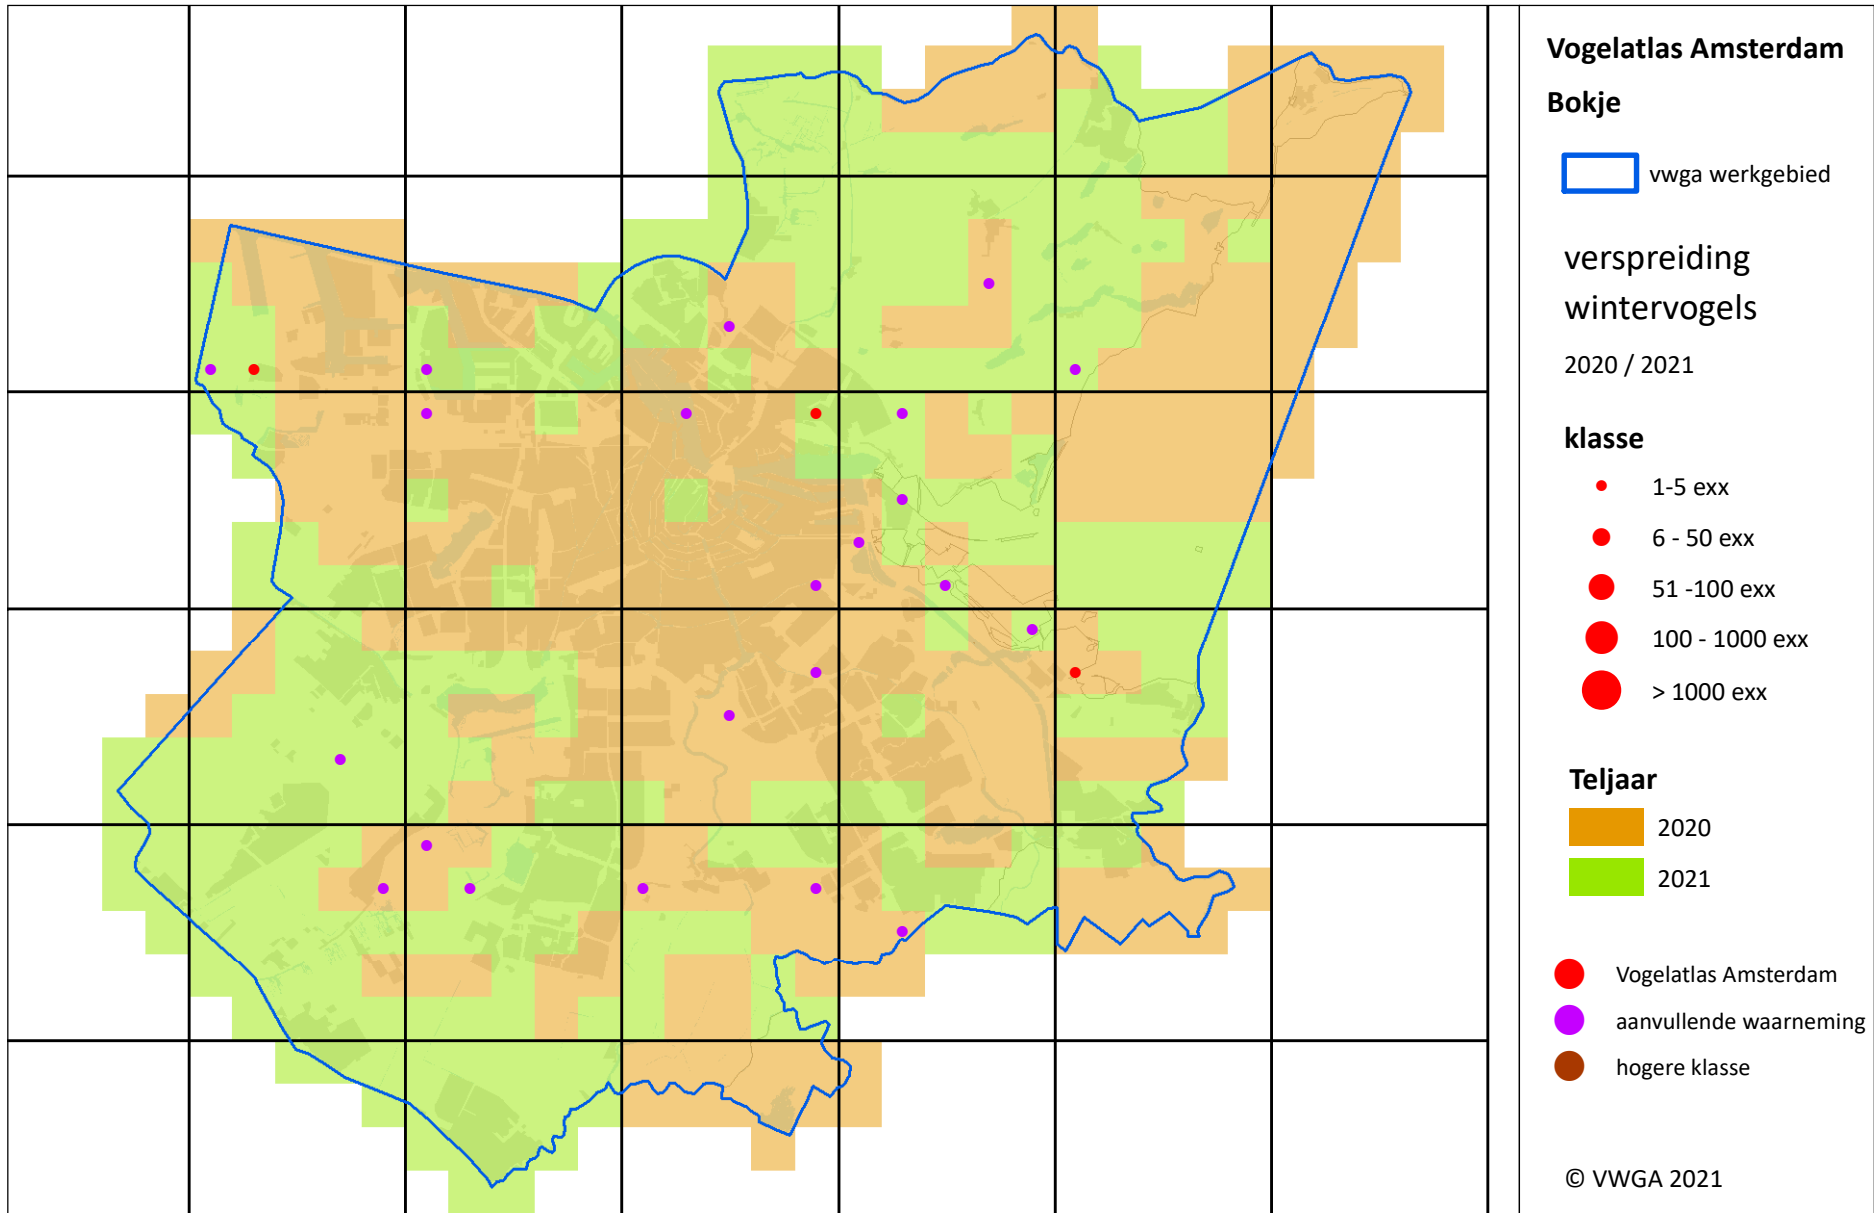 Vogelatlas Amsterdam
Bokje
vwga werkgebied
verspreiding
wintervogels
2020 / 2021
klasse
1-5 exx
6 - 50 exx
51 -100 exx
100 - 1000 exx
> 1000 exx
Teljaar
2020
2021
Vogelatlas Amsterdam
aanvullende waarneming
hogere klasse
© VWGA 2021